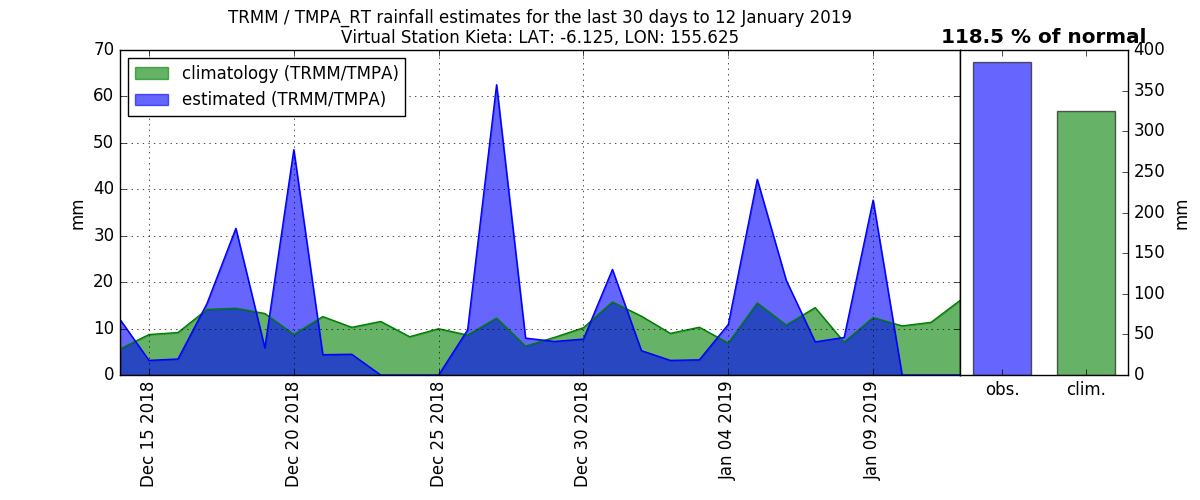 TRMM / TMPA_RT rainfall estimates for the last 30 days to 12 January 2019
Virtual Station Kieta: LAT: -6.125, LON: 155.625
118.5 % of normal
climatology (TRMM/TMPA)
estimated (TRMM/TMPA)
70
60
50
40
30
20
10
0
mm
Dec 15 2018
Dec 20 2018
Dec 25 2018
Dec 30 2018
Jan 04 2019
Jan 09 2019
400
350
300
250
200
150
100
50
0
mm
obs.
clim.